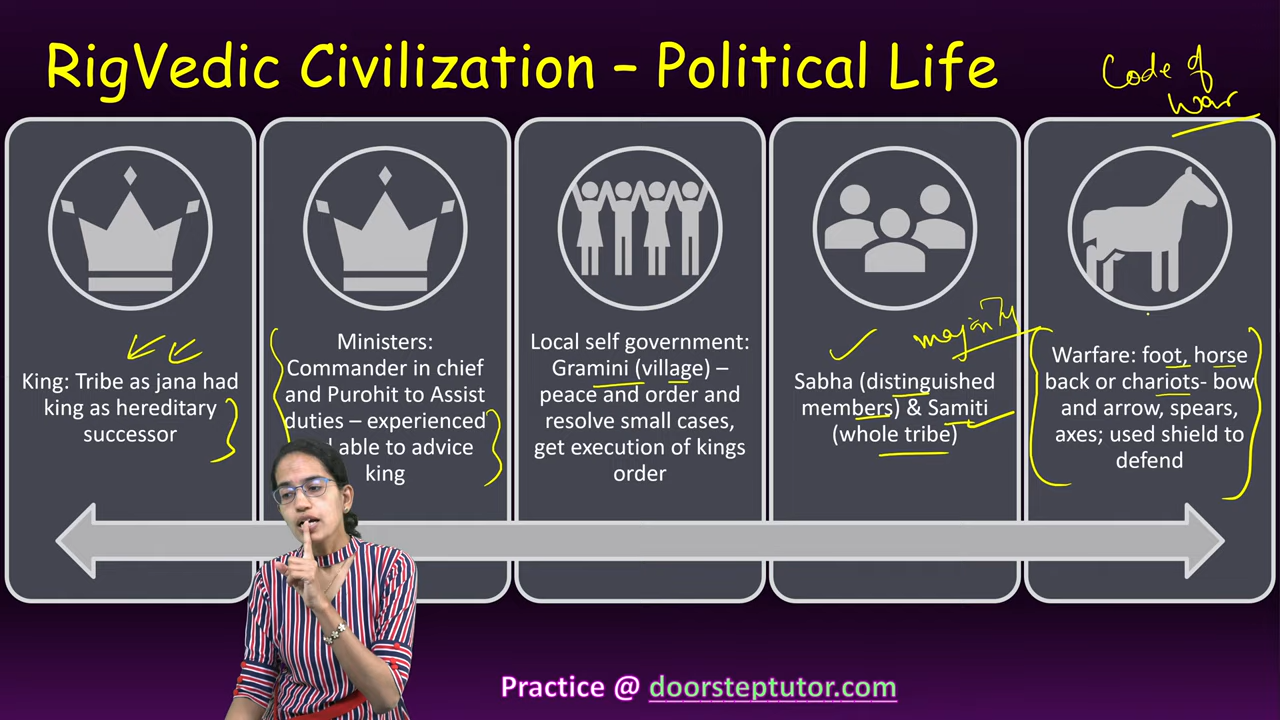 RigVedic Civilization – Political Life
Code of
war
King: Tribe as jana had
king as hereditary
successor
Ministers:
Commander in chief
and Purohit to Assist
duties – experienced
able to advice
king
Local self government:
Gramini (village) –
peace and order and
resolve small cases,
get execution of kings
order
majority
Sabha (distinguished
members) & Samiti
(whole tribe)
Warfare: foot, horse
back or chariots- bow
and arrow, spears,
axes; used shield to
defend
Practice @ doorsteptutor.com